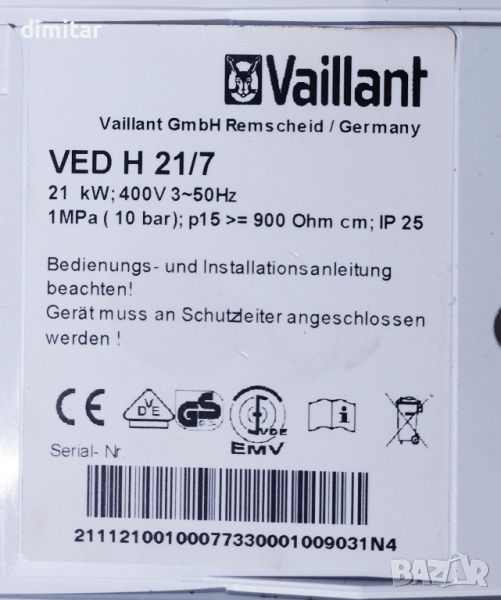 dimitar
Vaillant
Vaillant GmbH Remscheid / Germany
VED H 21/7
21 kW; 400V 3~50Hz
1MPa ( 10 bar); p15 >= 900 Ohm cm; IP 25
Bedienungs- und Installationsanleitung
beachten!
Gerät muss an Schutzleiter angeschlossen
werden !
CE VDE GS VDE i
EMV
Serial- Nr.
21112100100077330001009031N4
BAZAR